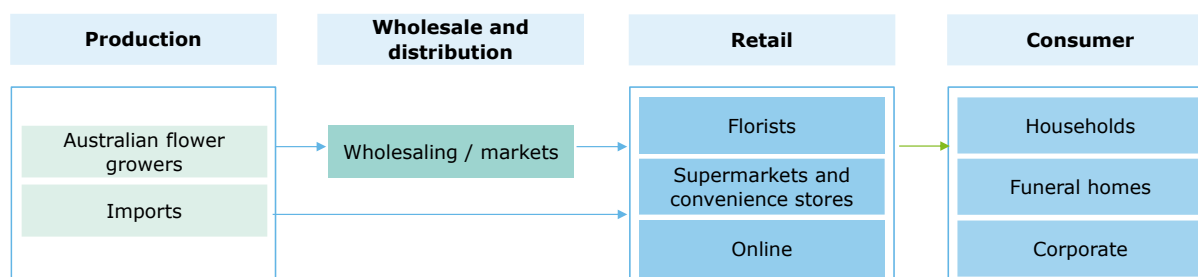 Production
Wholesale and
distribution
Retail
Consumer
Australian flower
growers
Imports
Wholesaling / markets
Florists
Supermarkets and
convenience stores
Online
Households
Funeral homes
Corporate